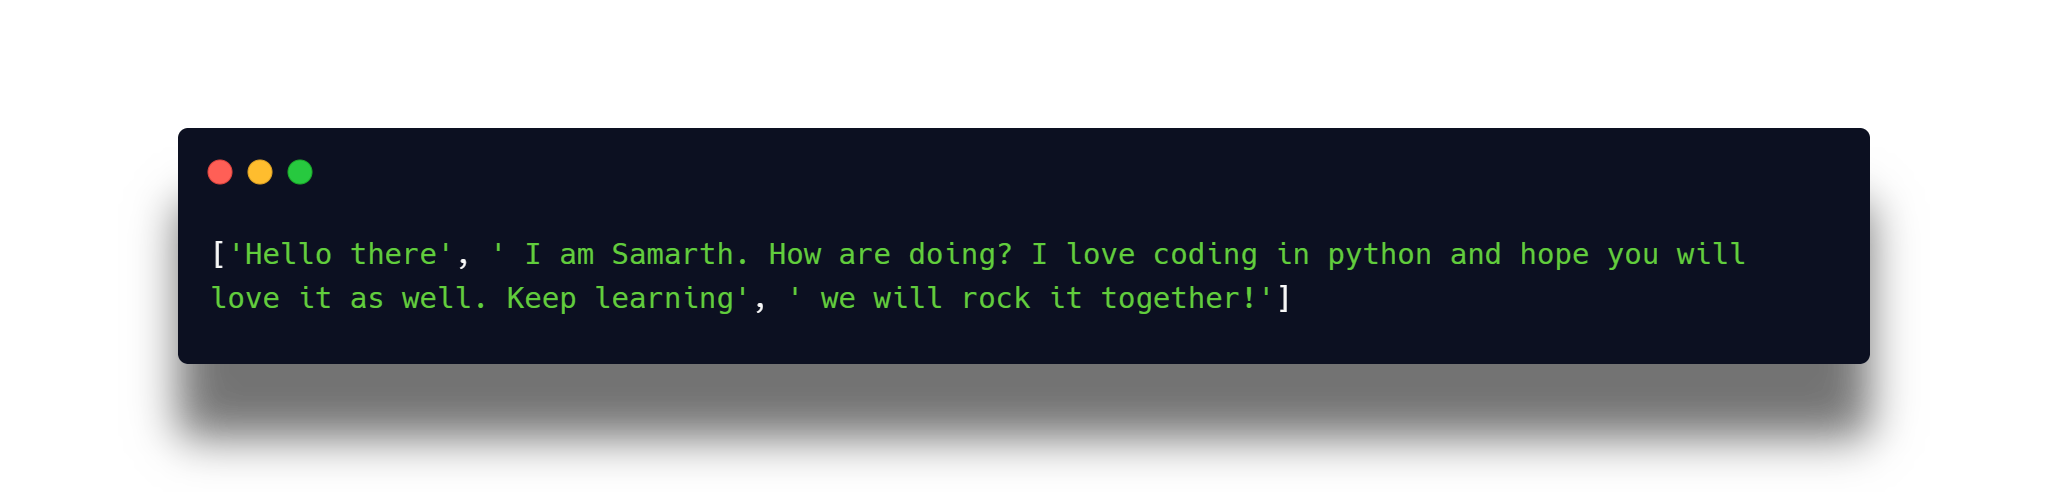 ['Hello there', ' I am Samarth. How are doing? I love coding in python and hope you will
love it as well. Keep learning', ' we will rock it together!']